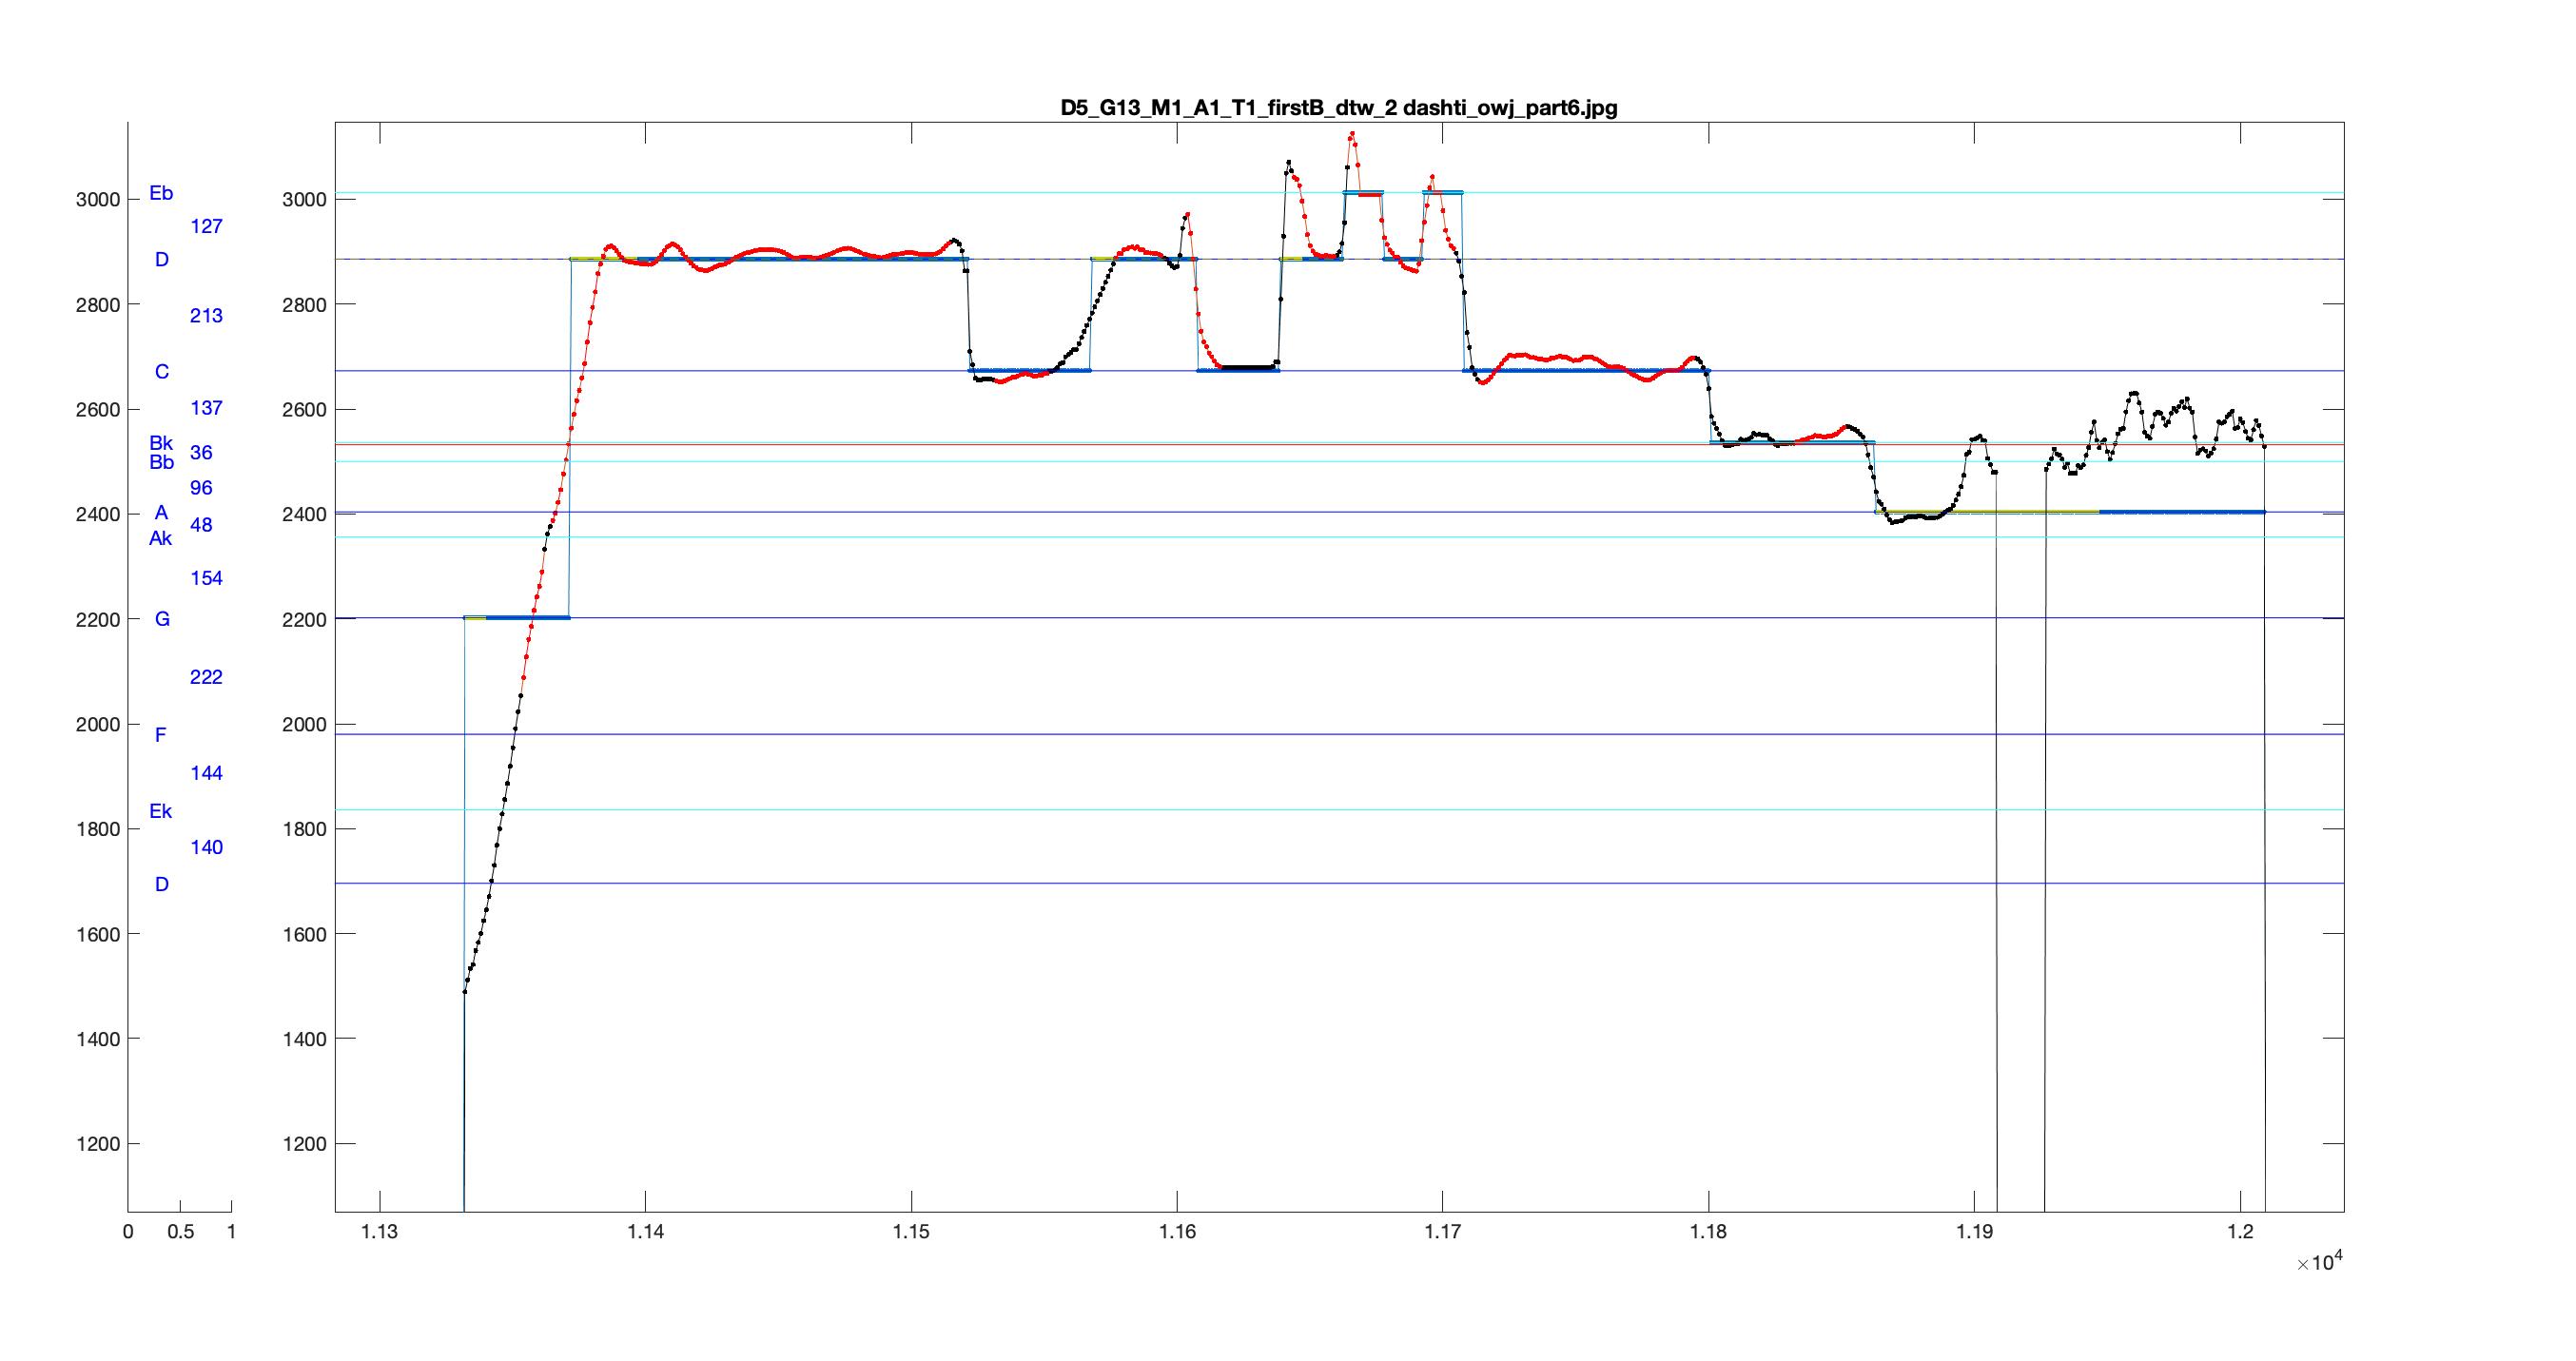 D5_G13_M1_A1_T1_firstB_dtw_2 dashti_owj_part6.jpg
3000 Eb 3000
127
D
213
2800 2800
C
137
2600 2600
Bk
36
Bb
96
2400 A 2400
48
Ak
154
2200 G 2200
222
2000 2000
F
144
Ek
1800 1800
140
D
1600 1600
1400 1400
1200 1200
0 0.5 1 1.13 1.14 1.15 1.16 1.17 1.18 1.19 1.2
×10⁴